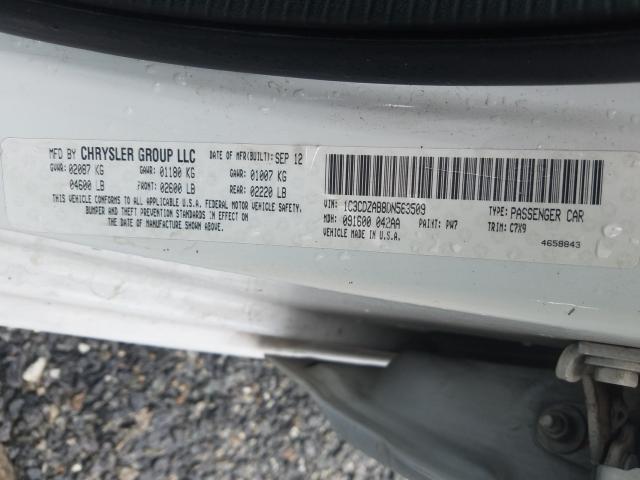 MFD BY CHRYSLER GROUP LLC DATE OF MFR(BUILT): SEP 12
GVWR: 02087 KG GAWR: 01180 KG GAWR: 01007 KG
04600 LB FRONT: 02600 LB REAR: 02220 LB
THIS VEHICLE CONFORMS TO ALL APPLICABLE U.S.A. FEDERAL MOTOR VEHICLE SAFETY,
BUMPER AND THEFT PREVENTION STANDARDS IN EFFECT ON
THE DATE OF MANUFACTURE SHOWN ABOVE.
VIN: 1C3CDZAB8DN563509 TYPE: PASSENGER CAR
MDH: 091600 042AA PAINT: PW7 TRIM: C7X9
VEHICLE MADE IN U.S.A. 4658843